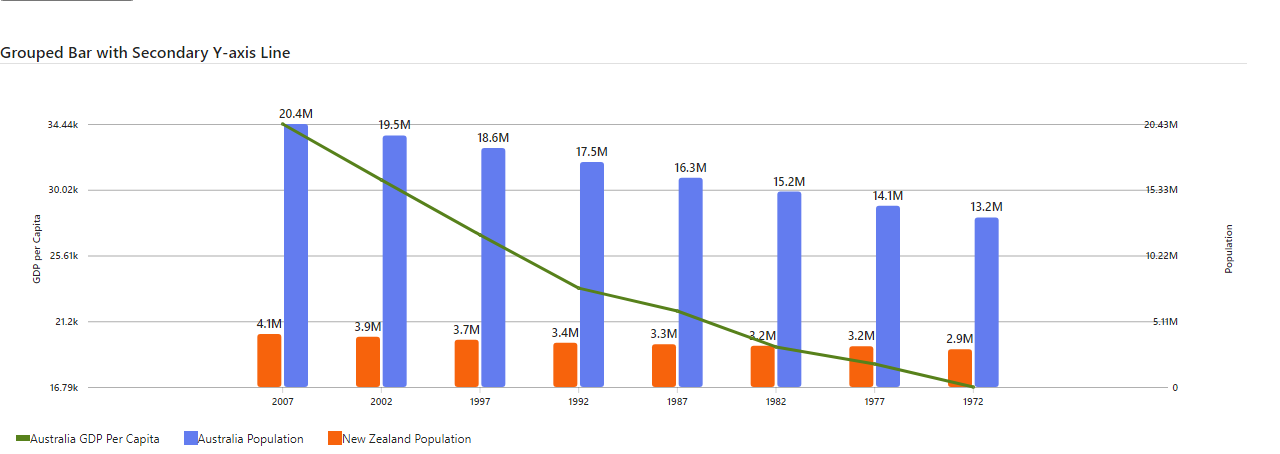 Grouped Bar with Secondary Y-axis Line
20.4M
34.44k 19.5M 20.43M
18.6M
17.5M
16.3M
15.2M
30.02k 15.33M
14.1M
13.2M
GDP per Capita
Population
25.61k 10.22M
21.2k 5.11M
4.1M 3.9M 3.7M 3.4M 3.3M 3.2M 3.2M 2.9M
16.79k 0
2007 2002 1997 1992 1987 1982 1977 1972
Australia GDP Per Capita Australia Population New Zealand Population